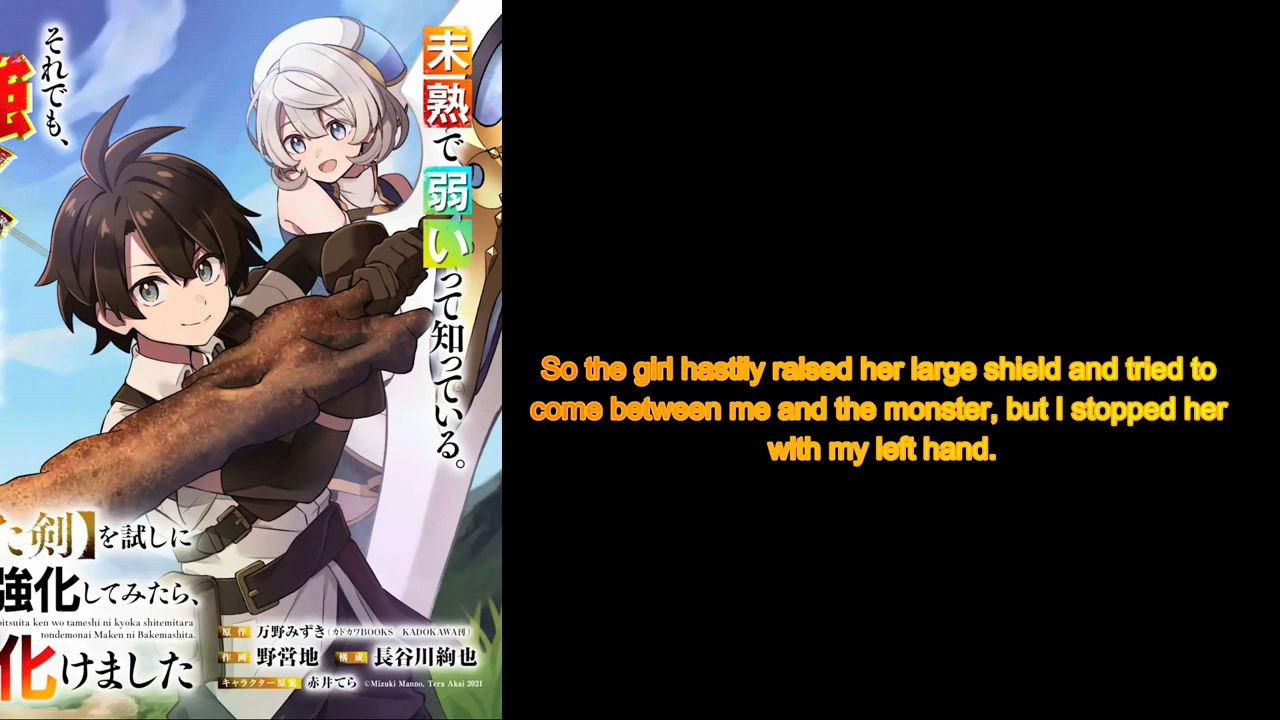 未熟で弱いって知っている。
それでも、
強
た剣】を試しに
強化してみたら、
bitsuita ken wo tameshi ni kyoka shitemitara
tondemonai Maken ni Bakemashita.
化けました
原作 万野みずき(カドカワBOOKS/KADOKAWA刊)
作画 野営地 構成 長谷川絢也
キャラクター原案 赤井てら ©Mizuki Manno, Tera Akai 2021
So the girl hastily raised her large shield and tried to
come between me and the monster, but I stopped her
with my left hand.